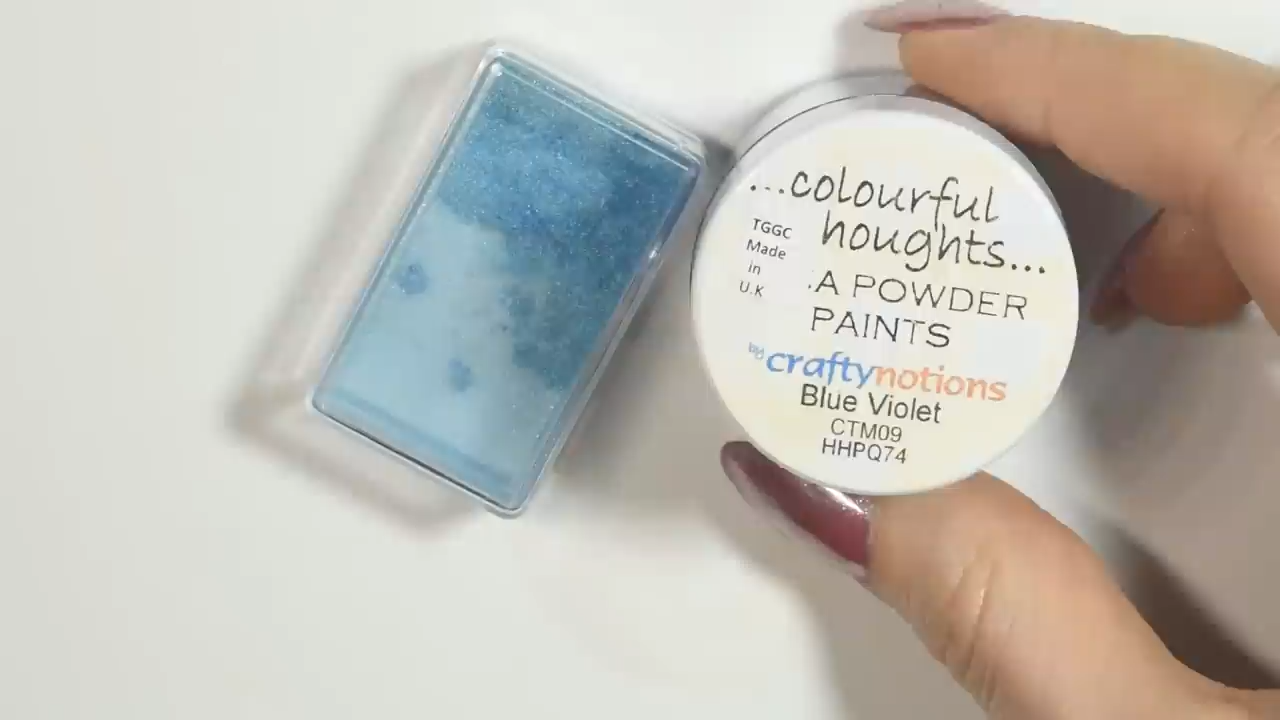 ...colourful
houghts...
TGGC
Made
in
U.K
.A POWDER
PAINTS
by craftynotions
Blue Violet
CTM09
HHPQ74